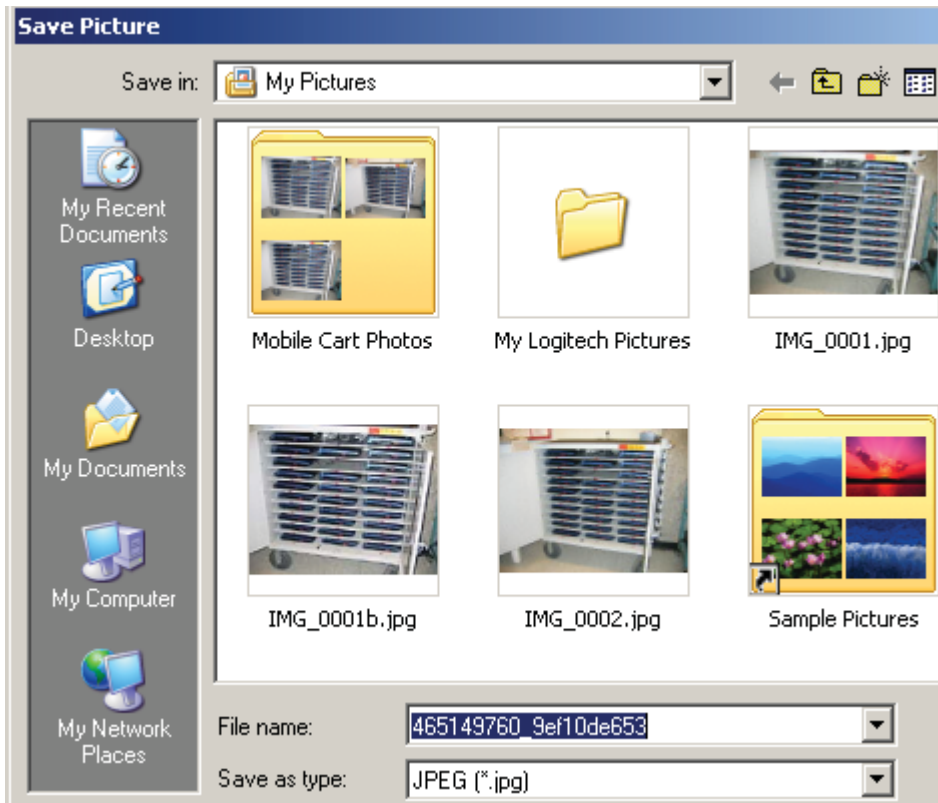 Save Picture
Save in:
My Pictures
My Recent
Documents
Desktop
My Documents
My Computer
My Network
Places
Mobile Cart Photos
My Logitech Pictures
IMG_0001.jpg
IMG_0001b.jpg
IMG_0002.jpg
Sample Pictures
File name:
465149760_9ef10de653
Save as type:
JPEG (*.jpg)